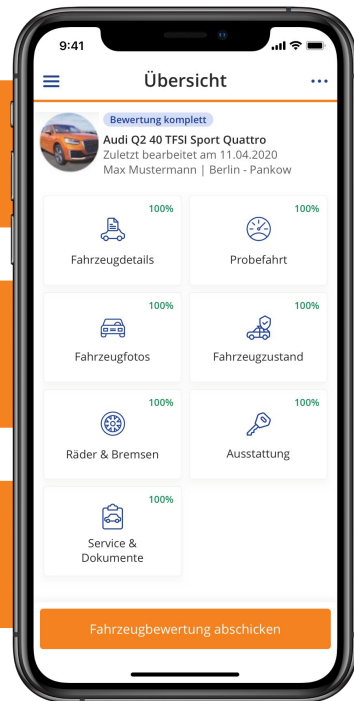 9:41
Übersicht
Bewertung komplett
Audi Q2 40 TFSI Sport Quattro
Zuletzt bearbeitet am 11.04.2020
Max Mustermann | Berlin - Pankow
100%
Fahrzeugdetails
100%
Probefahrt
100%
Fahrzeugfotos
100%
Fahrzeugzustand
100%
Räder & Bremsen
100%
Ausstattung
100%
Service &
Dokumente
Fahrzeugbewertung abschicken